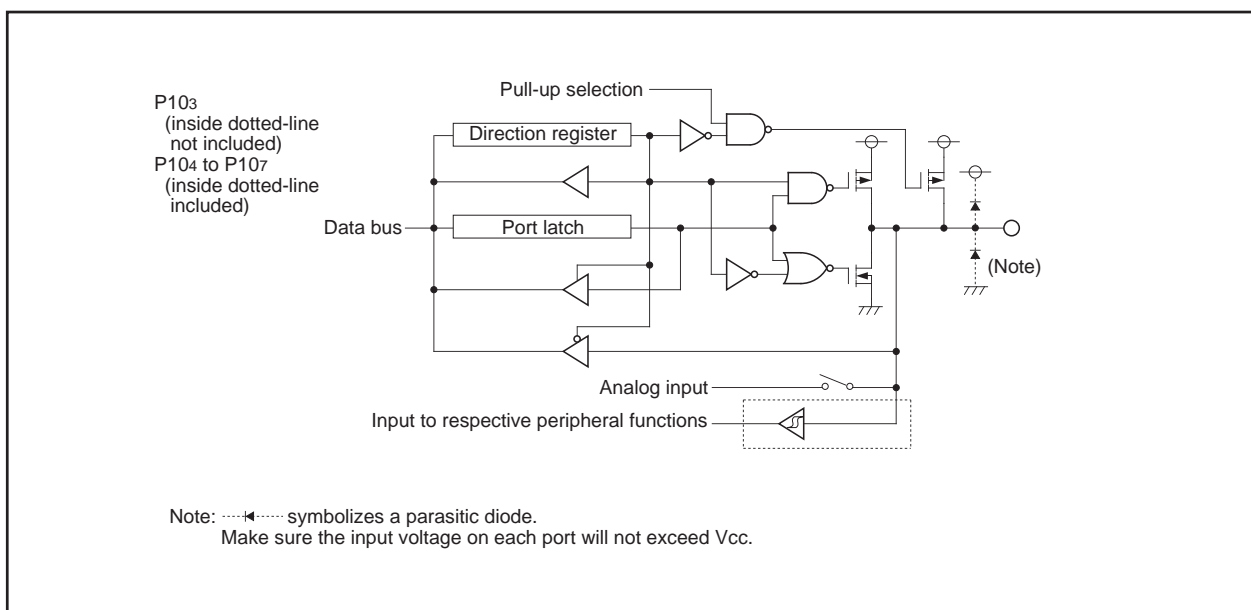 Pull-up selection
P103
(inside dotted-line
not included)
Direction register
P104 to P107
(inside dotted-line
included)
Data bus
Port latch
(Note)
Analog input
Input to respective peripheral functions
Note: symbolizes a parasitic diode.
Make sure the input voltage on each port will not exceed Vcc.